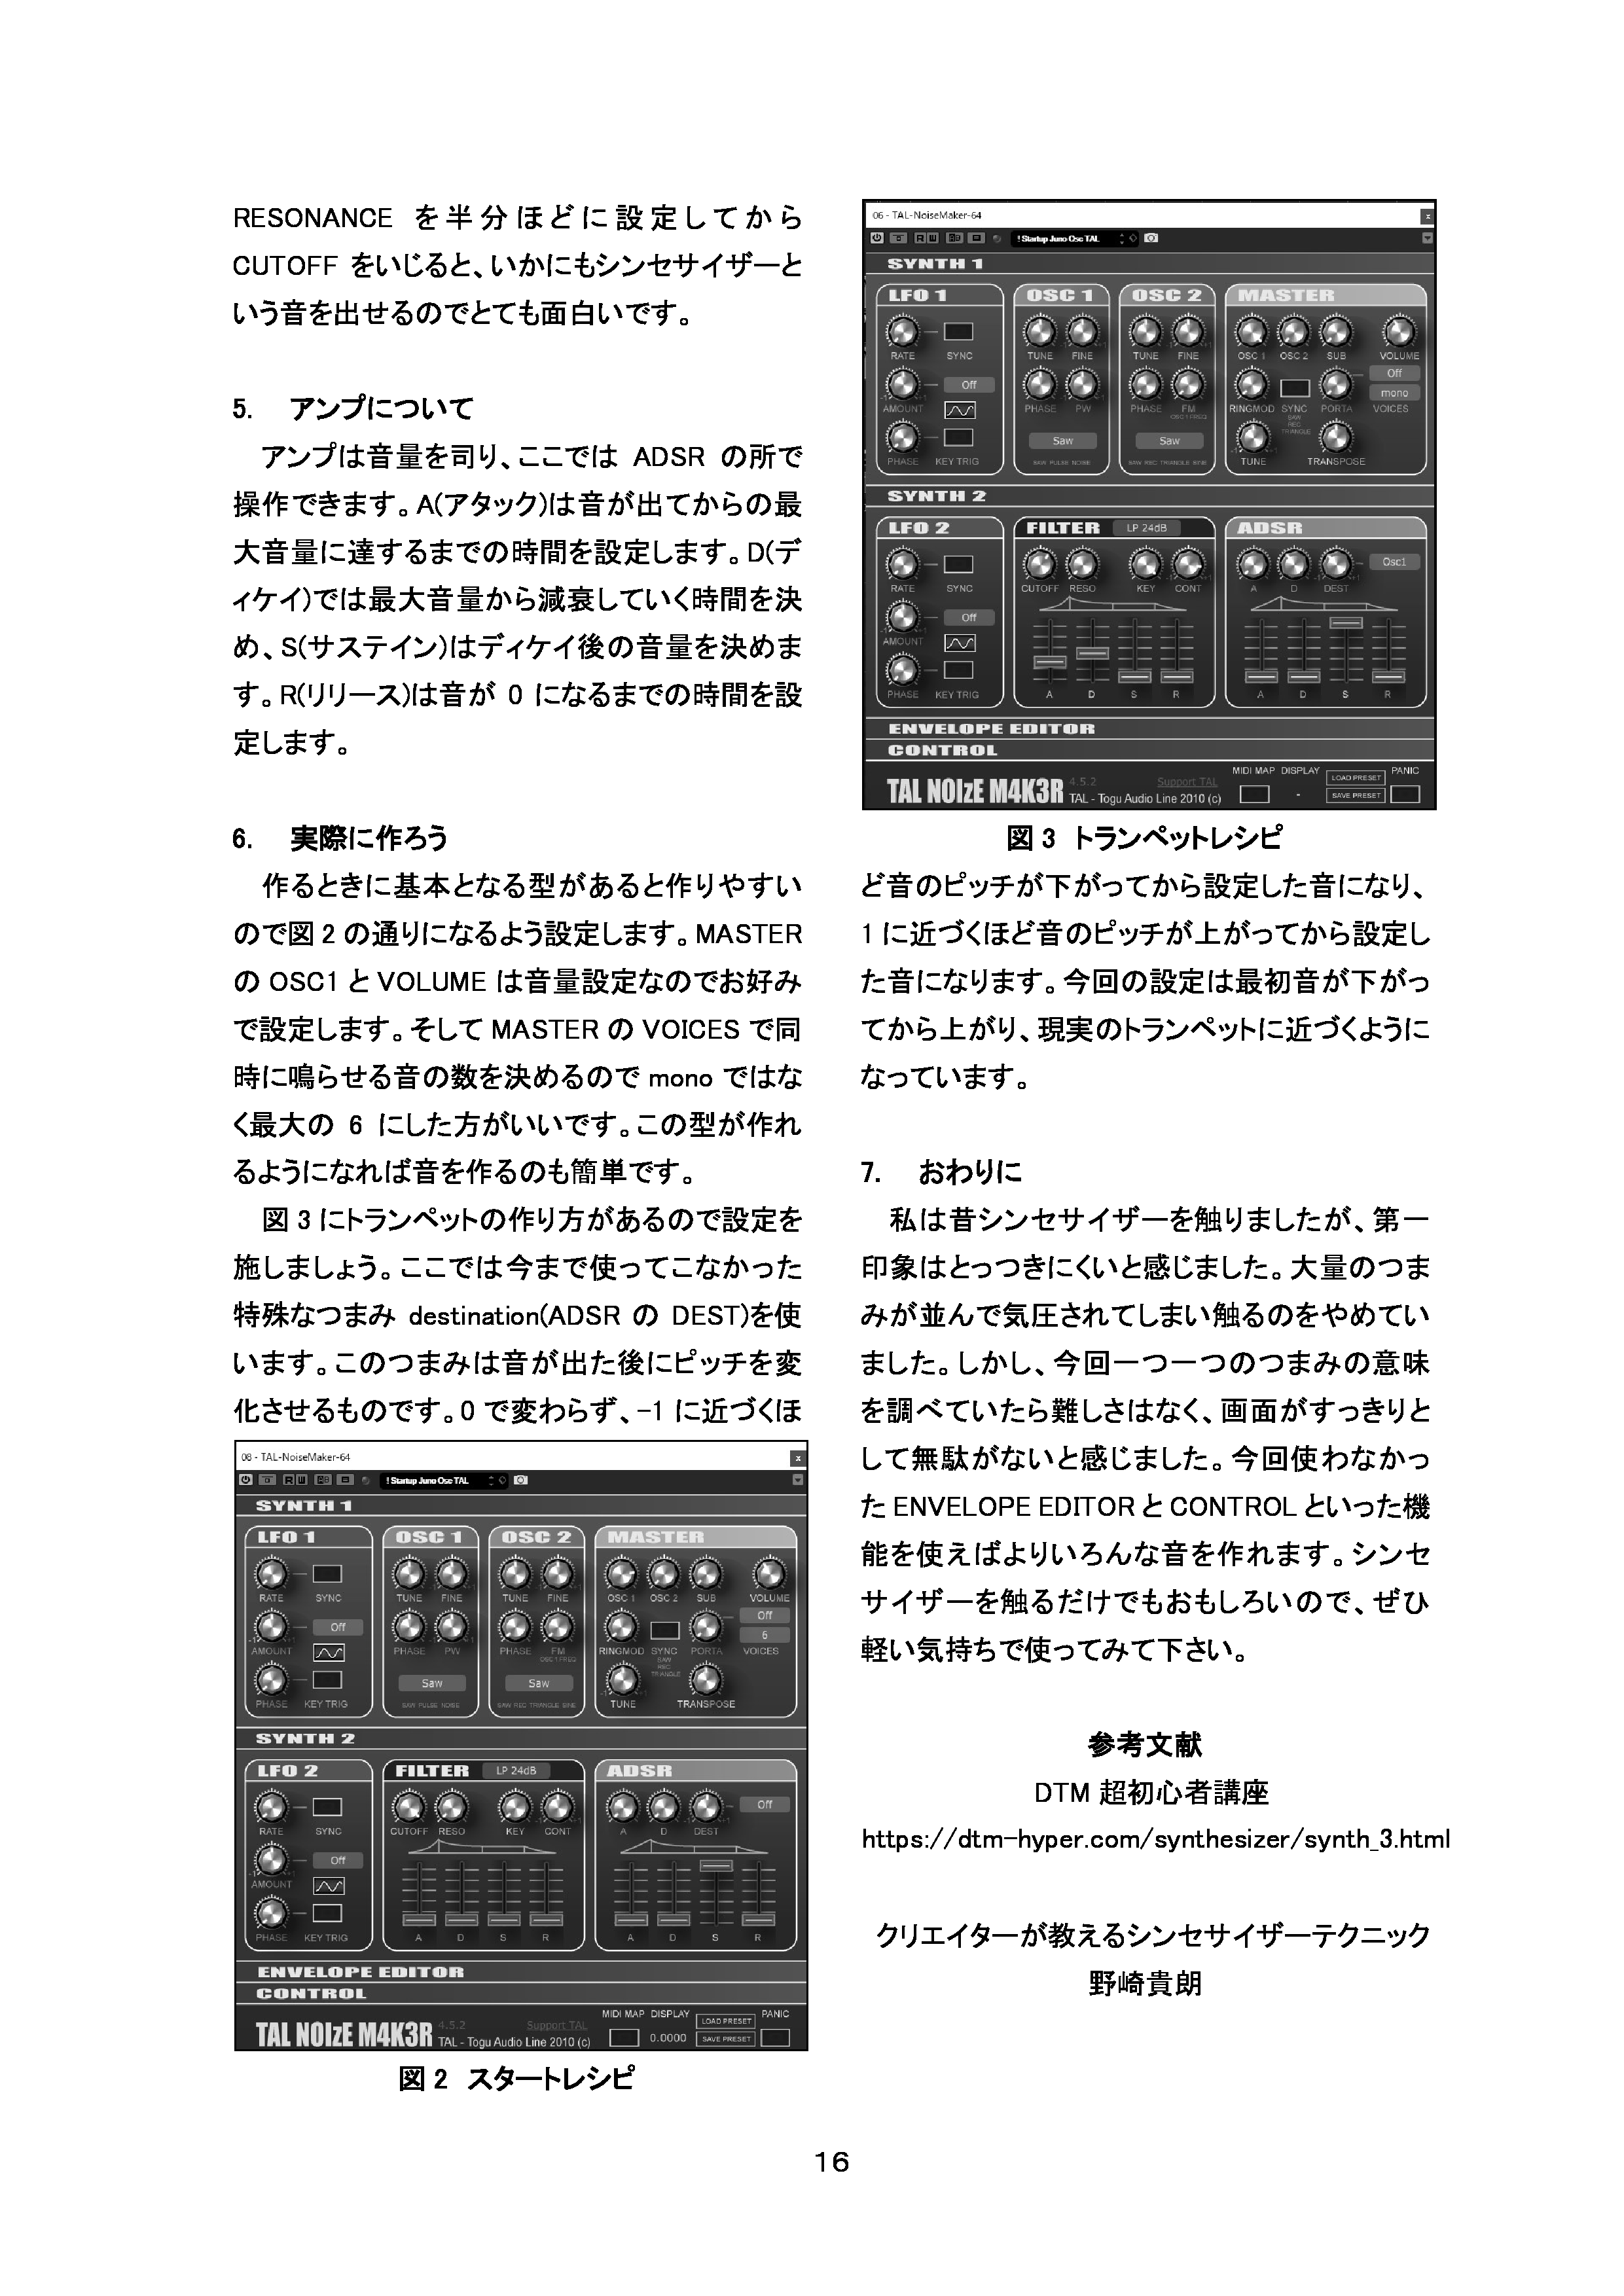 RESONANCE を半分ほどに設定してから
CUTOFF をいじると、いかにもシンセサイザーと
いう音を出せるのでとても面白いです。
5. アンプについて
アンプは音量を司り、ここでは ADSR の所で
操作できます。A(アタック)は音が出てからの最
大音量に達するまでの時間を設定します。D(デ
ィケイ)では最大音量から減衰していく時間を決
め、S(サステイン)はディケイ後の音量を決めま
す。R(リリース)は音が 0 になるまでの時間を設
定します。
6. 実際に作ろう
作るときに基本となる型があると作りやすい
ので図 2 の通りになるよう設定します。MASTER
の OSC1 と VOLUME は音量設定なのでお好み
で設定します。そして MASTER の VOICES で同
時に鳴らせる音の数を決めるので mono ではな
く最大の 6 にした方がいいです。この型が作れ
るようになれば音を作るのも簡単です。
図 3 にトランペットの作り方があるので設定を
施しましょう。ここでは今まで使ってこなかった
特殊なつまみ destination(ADSR の DEST)を使
います。このつまみは音が出た後にピッチを変
化させるものです。0 で変わらず、-1 に近づくほ
08 - TAL-NoiseMaker-64
x
! Startup Juno Osc TAL
SYNTH 1
LFO 1
OSC 1
OSC 2
MASTER
RATE
SYNC
TUNE
FINE
TUNE
FINE
OSC 1
OSC 2
SUB
VOLUME
Off
Off
6
AMOUNT
PHASE
PW
PHASE
FM
OSC 1 FREQ
RINGMOD
SYNC
SAW
REC
TRIANGLE
PORTA
VOICES
Saw
Saw
PHASE
KEY TRIG
SAW PULSE NOISE
SAW REC TRIANGLE SINE
TUNE
TRANSPOSE
SYNTH 2
LFO 2
FILTER
LP 24dB
ADSR
Off
RATE
SYNC
CUTOFF
RESO
KEY
CONT
A
D
DEST
Off
AMOUNT
PHASE
KEY TRIG
A
D
S
R
A
D
S
R
ENVELOPE EDITOR
CONTROL
TAL NOIzE M4K3R
4.5.2
Support TAL
TAL - Togu Audio Line 2010 (c)
MIDI MAP
DISPLAY
0.0000
LOAD PRESET
SAVE PRESET
PANIC
図 2 スタートレシピ
06 - TAL-NoiseMaker-64
x
! Startup Juno Osc TAL
SYNTH 1
LFO 1
OSC 1
OSC 2
MASTER
RATE
SYNC
TUNE
FINE
TUNE
FINE
OSC 1
OSC 2
SUB
VOLUME
Off
Off
mono
AMOUNT
PHASE
PW
PHASE
FM
OSC 1 FREQ
RINGMOD
SYNC
SAW
REC
TRIANGLE
PORTA
VOICES
Saw
Saw
PHASE
KEY TRIG
SAW PULSE NOISE
SAW REC TRIANGLE SINE
TUNE
TRANSPOSE
SYNTH 2
LFO 2
FILTER
LP 24dB
ADSR
Osc1
RATE
SYNC
CUTOFF
RESO
KEY
CONT
A
D
DEST
Off
AMOUNT
PHASE
KEY TRIG
A
D
S
R
A
D
S
R
ENVELOPE EDITOR
CONTROL
TAL NOIzE M4K3R
4.5.2
Support TAL
TAL - Togu Audio Line 2010 (c)
MIDI MAP
DISPLAY
-
LOAD PRESET
SAVE PRESET
PANIC
図 3 トランペットレシピ
ど音のピッチが下がってから設定した音になり、
1 に近づくほど音のピッチが上がってから設定し
た音になります。今回の設定は最初音が下がっ
てから上がり、現実のトランペットに近づくように
なっています。
7. おわりに
私は昔シンセサイザーを触りましたが、第一
印象はとっつきにくいと感じました。大量のつま
みが並んで気圧されてしまい触るのをやめてい
ました。しかし、今回一つ一つのつまみの意味
を調べていたら難しさはなく、画面がすっきりと
して無駄がないと感じました。今回使わなかっ
た ENVELOPE EDITOR と CONTROL といった機
能を使えばよりいろんな音を作れます。シンセ
サイザーを触るだけでもおもしろいので、ぜひ
軽い気持ちで使ってみて下さい。
参考文献
DTM 超初心者講座
https://dtm-hyper.com/synthesizer/synth_3.html
クリエイターが教えるシンセサイザーテクニック
野崎貴朗
16